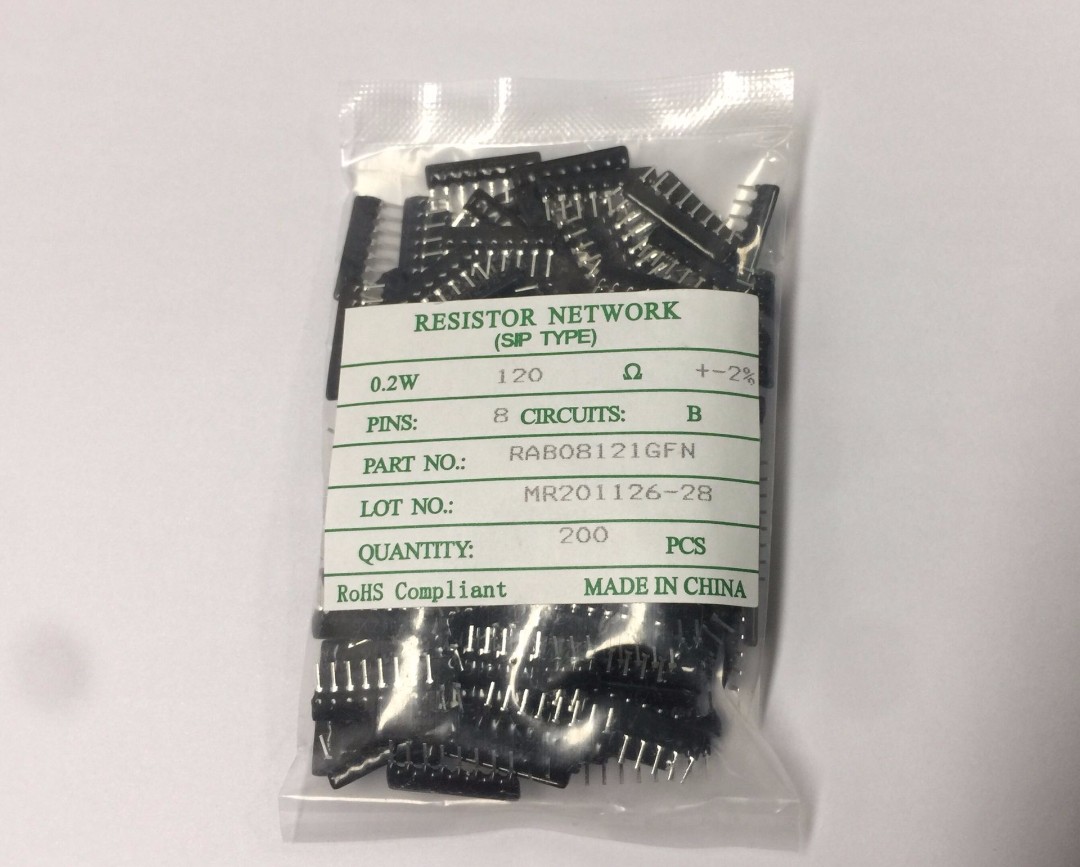 RESISTOR NETWORK
(SIP TYPE)
0.2W 120 Ω +-2%
PINS: 8 CIRCUITS: B
PART NO.: RAB08121GFN
LOT NO.: MR201126-28
QUANTITY: 200 PCS
RoHS Compliant MADE IN CHINA